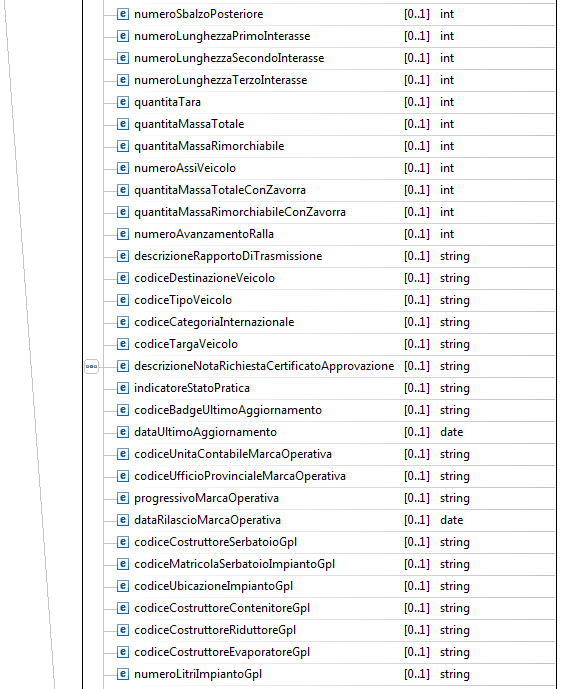 e numeroSbalzoPosteriore [0..1] int
e numeroLunghezzaPrimoInterasse [0..1] int
e numeroLunghezzaSecondoInterasse [0..1] int
e numeroLunghezzaTerzoInterasse [0..1] int
e quantitaTara [0..1] int
e quantitaMassaTotale [0..1] int
e quantitaMassaRimorchiabile [0..1] int
e numeroAssiVeicolo [0..1] int
e quantitaMassaTotaleConZavorra [0..1] int
e quantitaMassaRimorchiabileConZavorra [0..1] int
e numeroAvanzamentoRalla [0..1] int
e descrizioneRapportoDiTrasmissione [0..1] string
e codiceDestinazioneVeicolo [0..1] string
e codiceTipoVeicolo [0..1] string
e codiceCategoriaInternazionale [0..1] string
e codiceTargaVeicolo [0..1] string
e descrizioneNotaRichiestaCertificatoApprovazione [0..1] string
e indicatoreStatoPratica [0..1] string
e codiceBadgeUltimoAggiornamento [0..1] string
e dataUltimoAggiornamento [0..1] date
e codiceUnitaContabileMarcaOperativa [0..1] string
e codiceUfficioProvincialeMarcaOperativa [0..1] string
e progressivoMarcaOperativa [0..1] string
e dataRilascioMarcaOperativa [0..1] date
e codiceCostruttoreSerbatoioGpl [0..1] string
e codiceMatricolaSerbatoioImpiantoGpl [0..1] string
e codiceUbicazioneImpiantoGpl [0..1] string
e codiceCostruttoreContenitoreGpl [0..1] string
e codiceCostruttoreRiduttoreGpl [0..1] string
e codiceCostruttoreEvaporatoreGpl [0..1] string
e numeroLitriImpiantoGpl [0..1] string